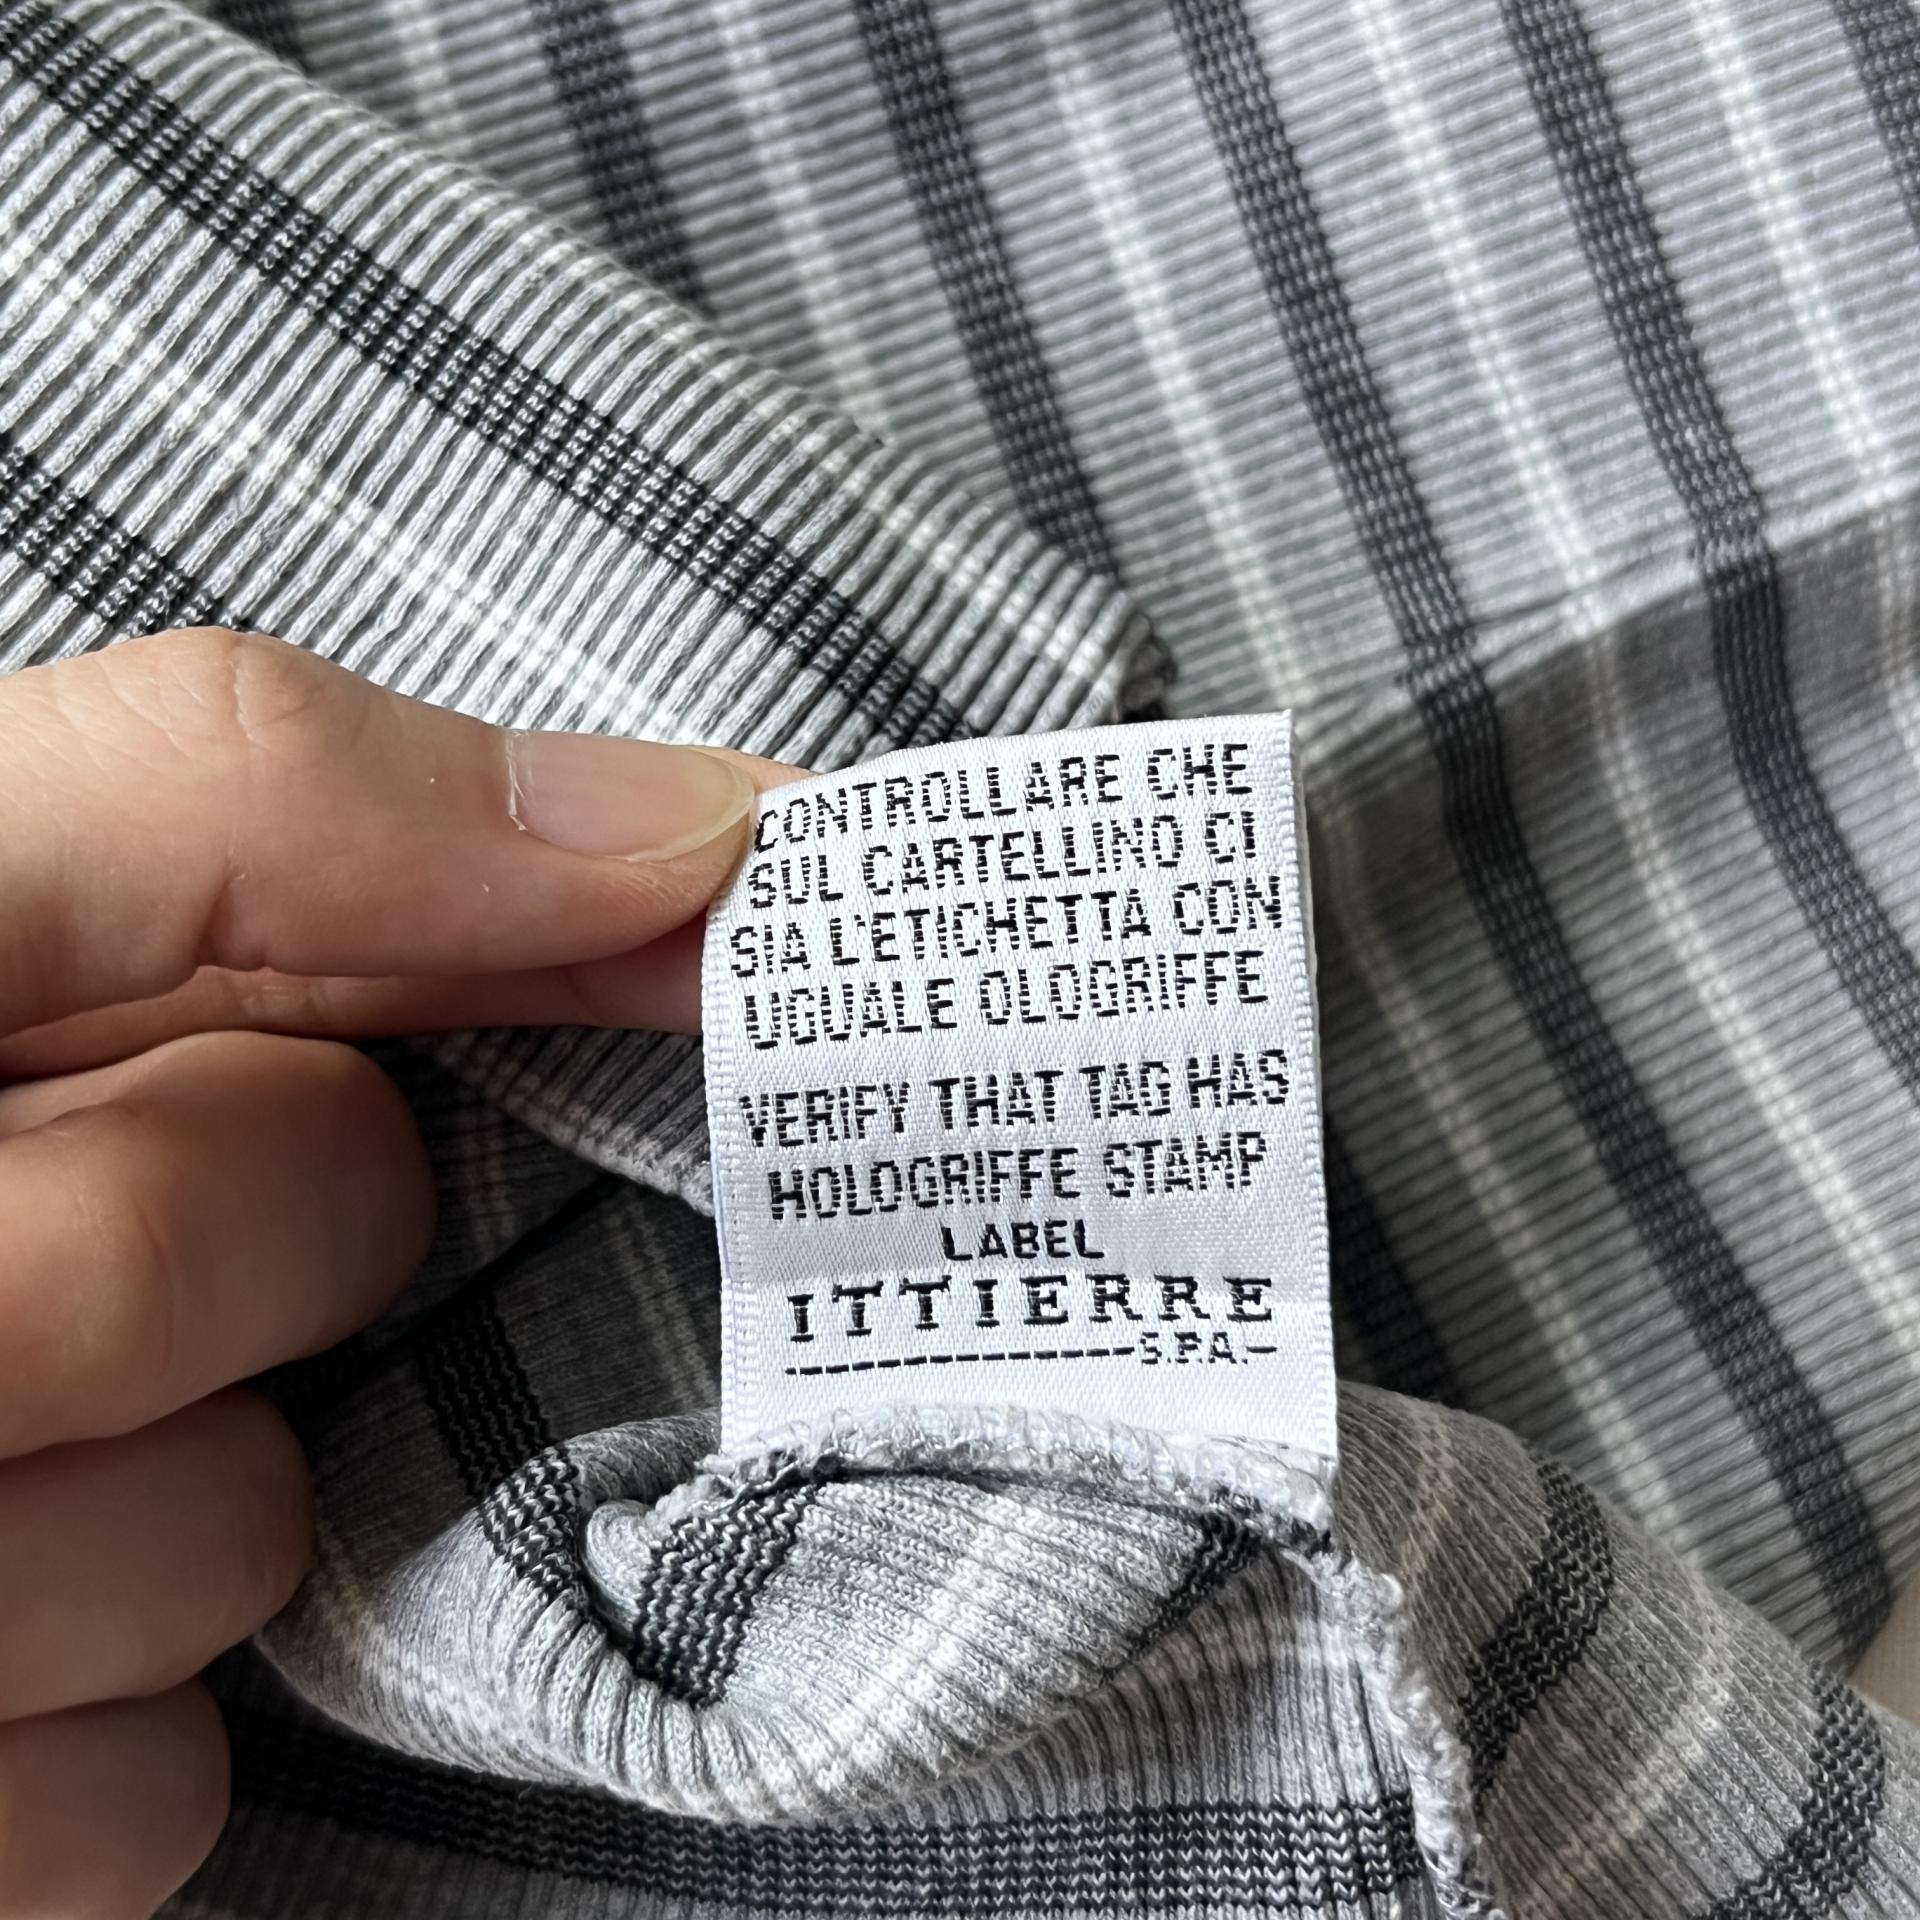 CONTROLLARE CHE
SUL CARTELLINO CI
SIA L'ETICHETTA CON
UGUALE OLOGRIFFE
VERIFY THAT TAG HAS
HOLOGRIFFE STAMP
LABEL
ITTIERRE
S.P.A.